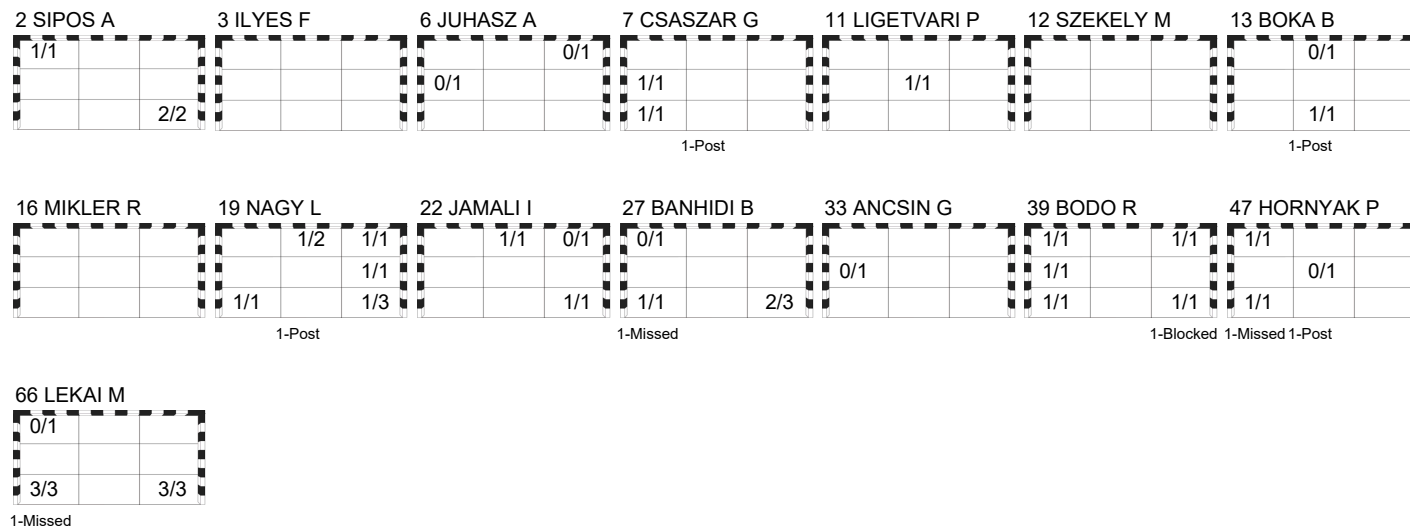 2 SIPOS A 3 ILYES F 6 JUHASZ A 7 CSASZAR G 11 LIGETVARI P 12 SZEKELY M 13 BOKA B
1/1 0/1 0/1
0/1 1/1 1/1
2/2 1/1 1/1
1-Post 1-Post
16 MIKLER R 19 NAGY L 22 JAMALI I 27 BANHIDI B 33 ANCSIN G 39 BODO R 47 HORNYAK P
1/2 1/1 1/1 0/1 0/1 1/1 1/1 1/1
1/1 0/1 1/1 0/1
1/1 1/3 1/1 1/1 2/3 1/1 1/1 1/1
1-Post 1-Missed 1-Blocked 1-Missed 1-Post
66 LEKAI M
0/1
3/3 3/3
1-Missed